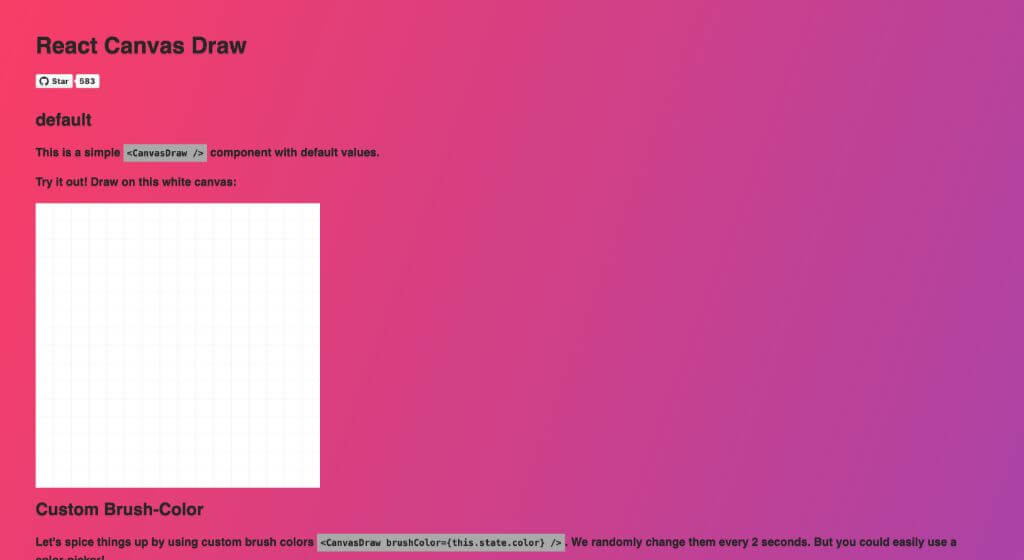 React Canvas Draw
Star 583
default
This is a simple <CanvasDraw /> component with default values.
Try it out! Draw on this white canvas:
Custom Brush-Color
Let's spice things up by using custom brush colors <CanvasDraw brushColor={this.state.color} />. We randomly change them every 2 seconds. But you could easily use a
color-picker!